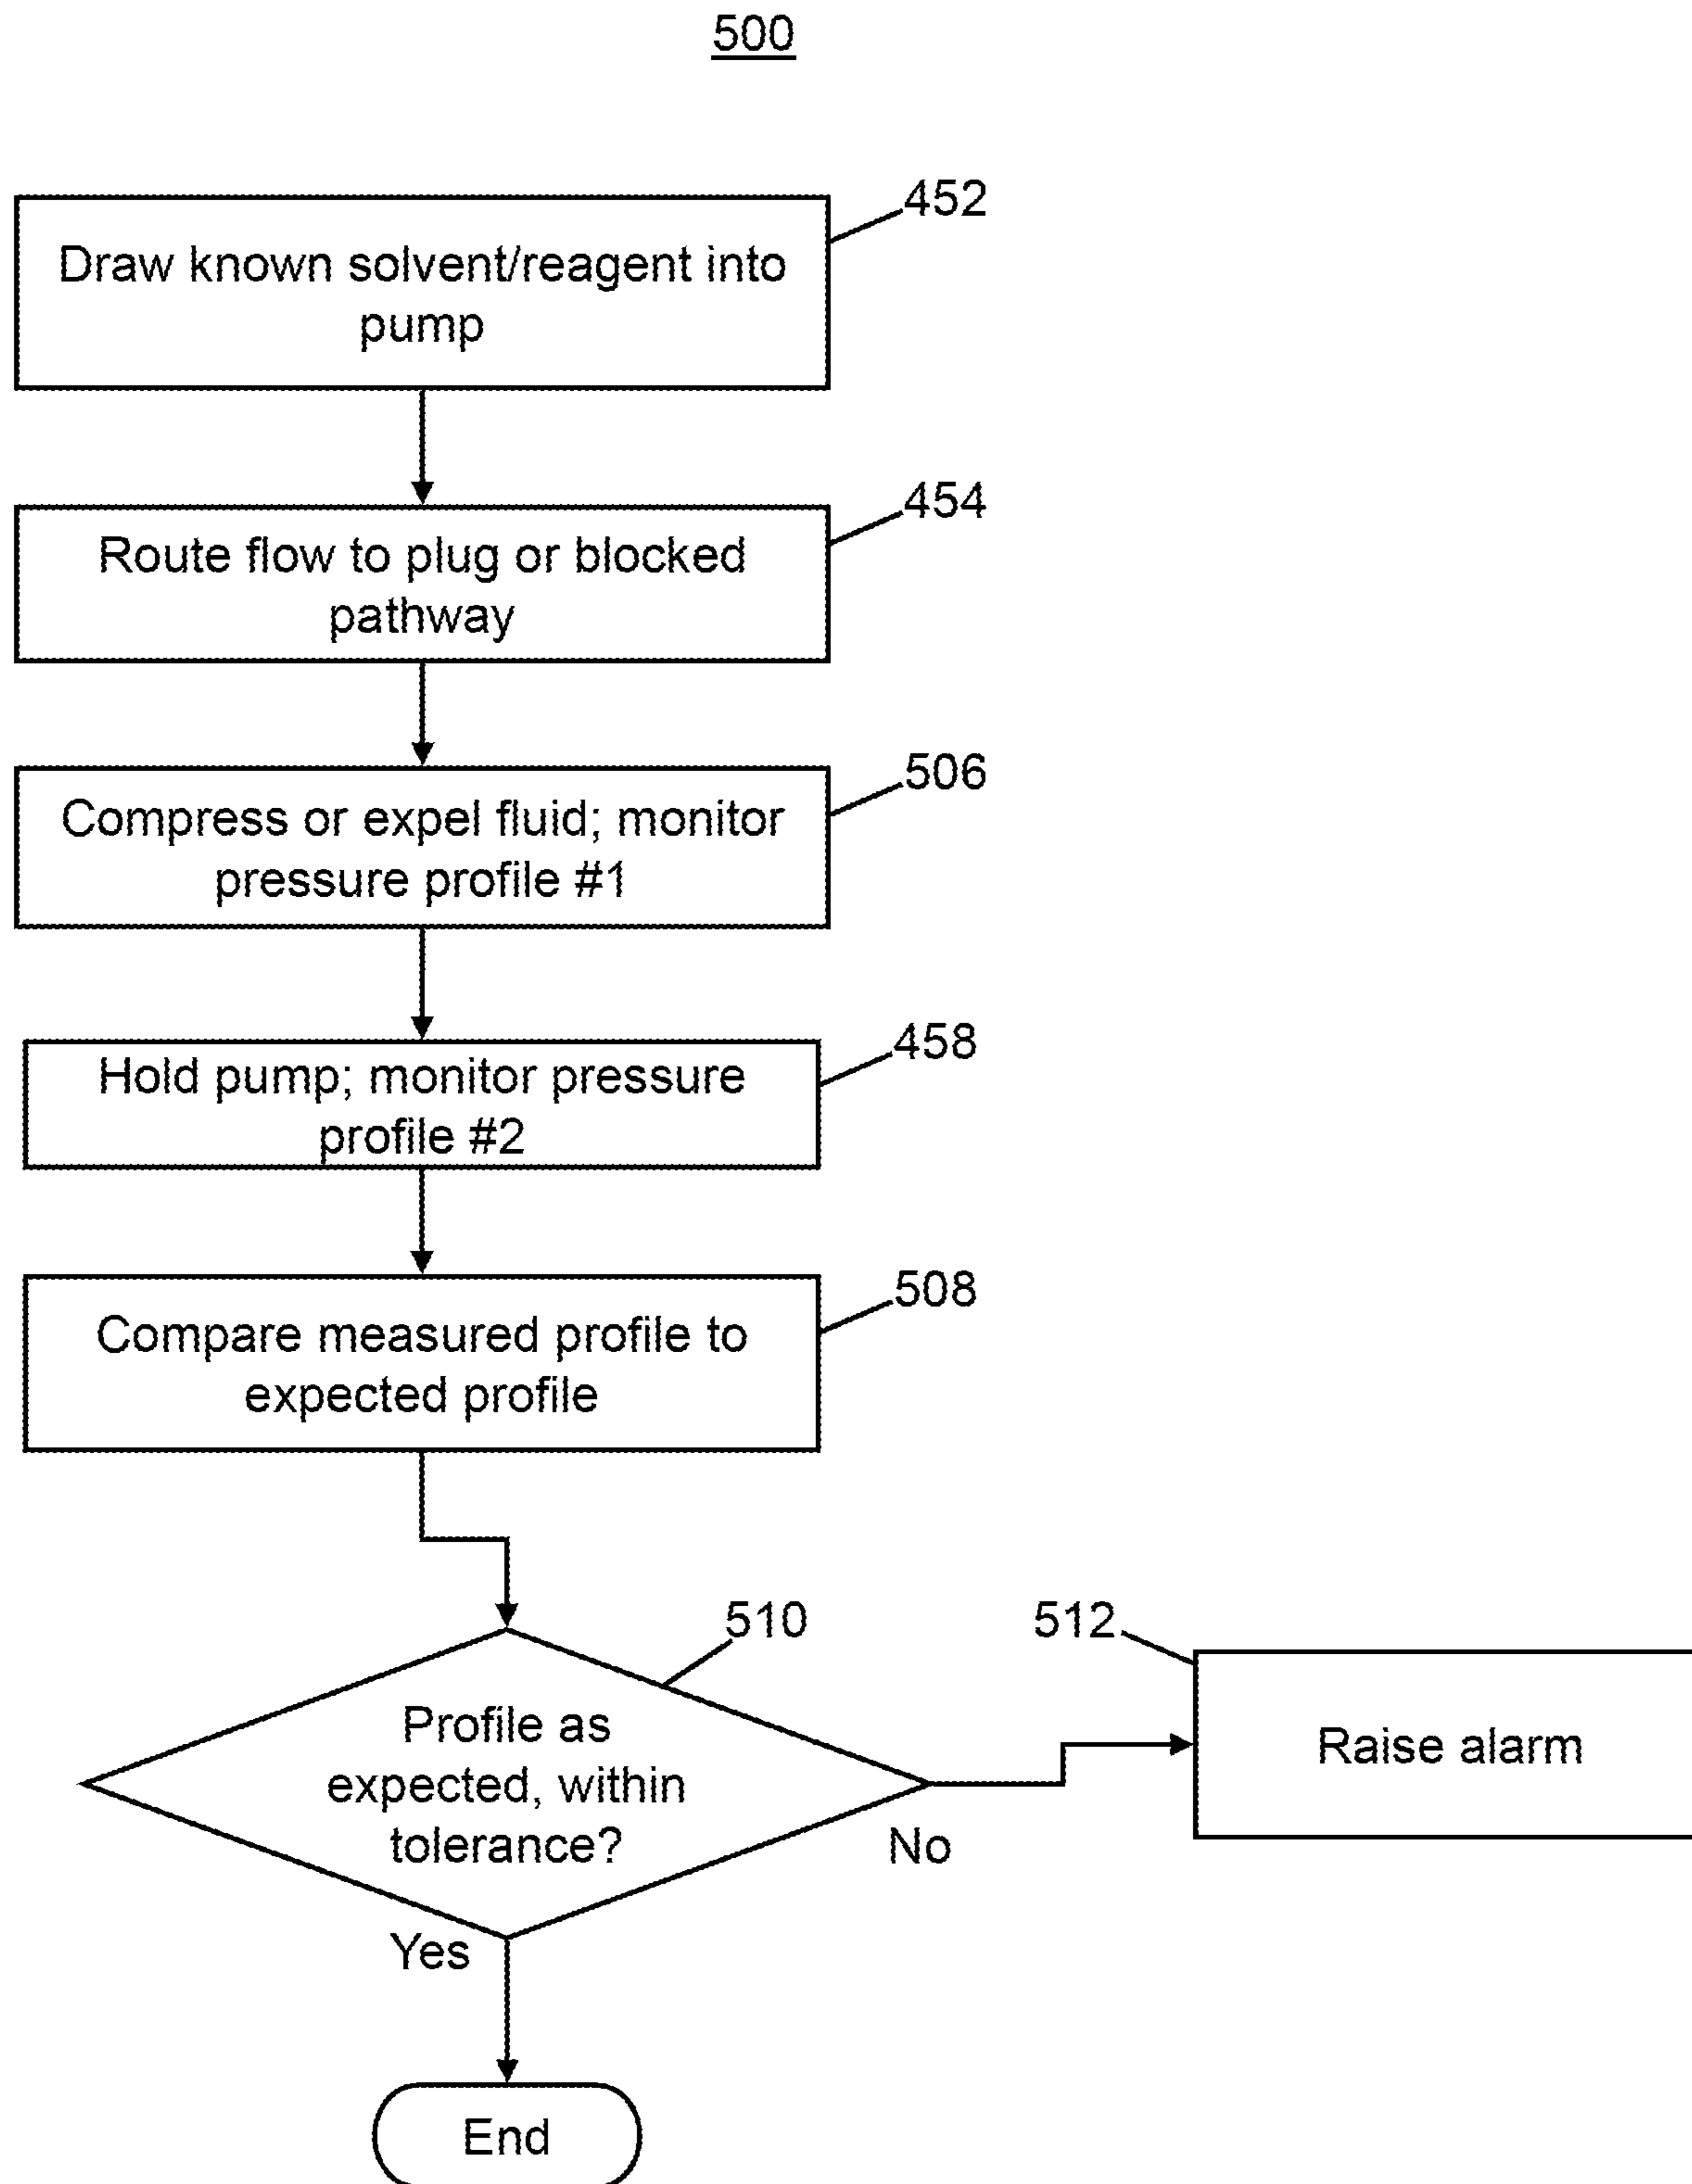 500
452
Draw known solvent/reagent into
pump
454
Route flow to plug or blocked
pathway
506
Compress or expel fluid; monitor
pressure profile #1
458
Hold pump; monitor pressure
profile #2
508
Compare measured profile to
expected profile
510
512
Profile as
expected, within
tolerance?
Raise alarm
No
Yes
End